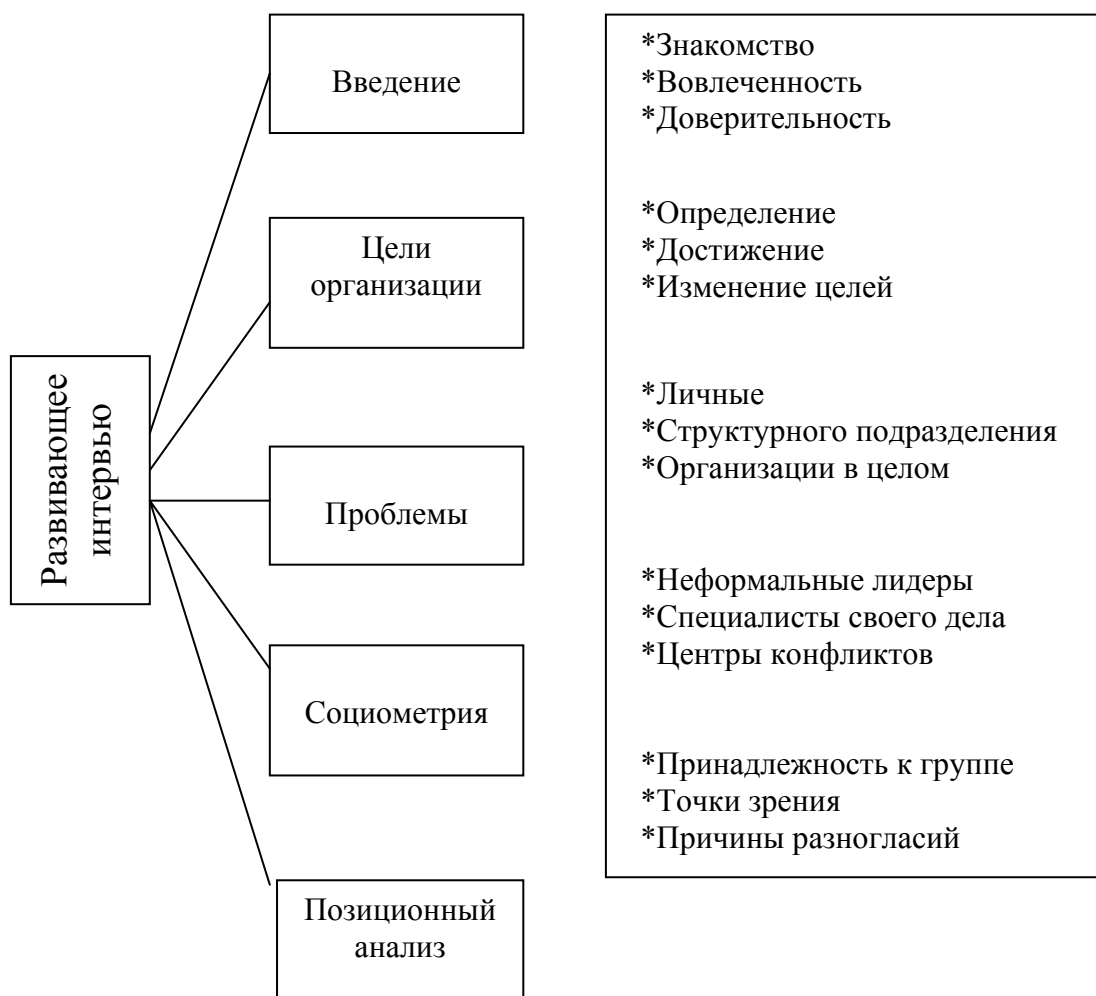 Развивающее
интервью
Введение
Цели
организации
Проблемы
Социометрия
Позиционный
анализ
*Знакомство
*Вовлеченность
*Доверительность
*Определение
*Достижение
*Изменение целей
*Личные
*Структурного подразделения
*Организации в целом
*Неформальные лидеры
*Специалисты своего дела
*Центры конфликтов
*Принадлежность к группе
*Точки зрения
*Причины разногласий